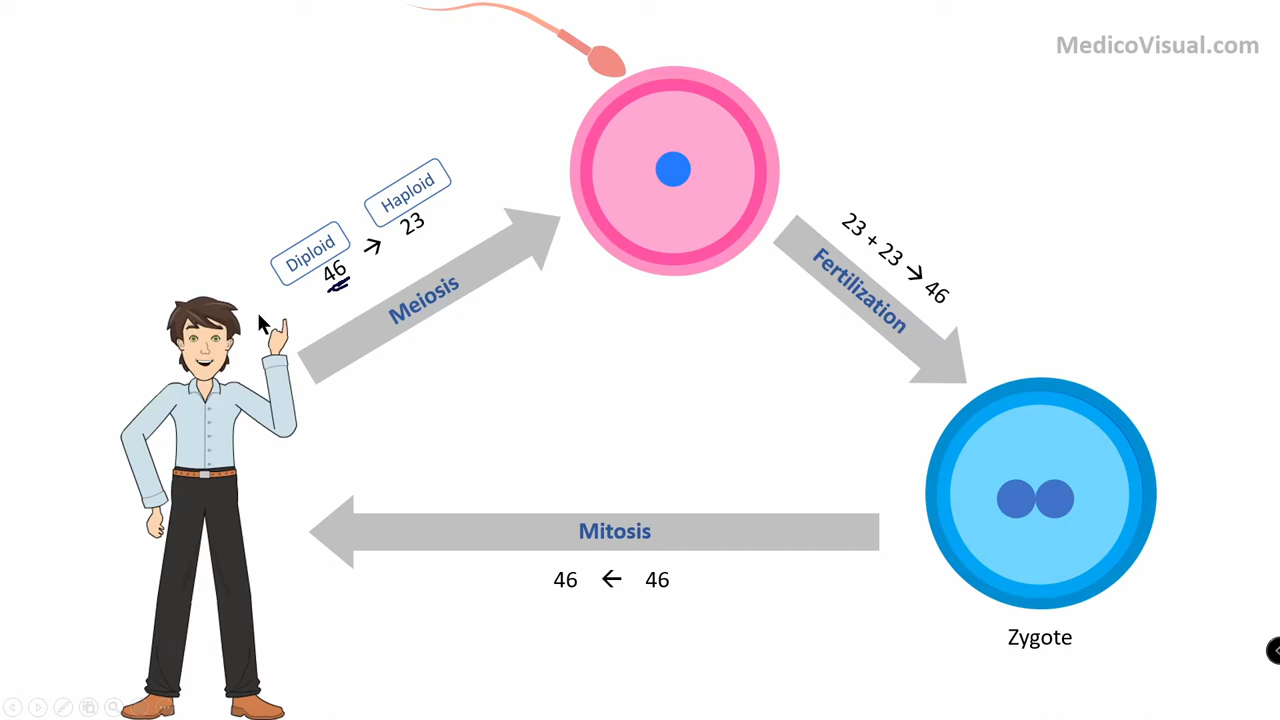 MedicoVisual.com
Haploid
Diploid
46 → 23
Meiosis
23 + 23 → 46
Fertilization
Mitosis
46 ← 46
Zygote